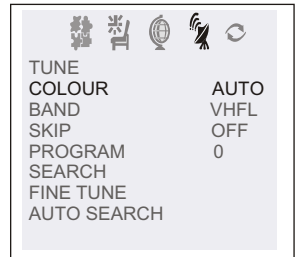 TUNE
COLOUR AUTO
BAND VHFL
SKIP OFF
PROGRAM 0
SEARCH
FINE TUNE
AUTO SEARCH